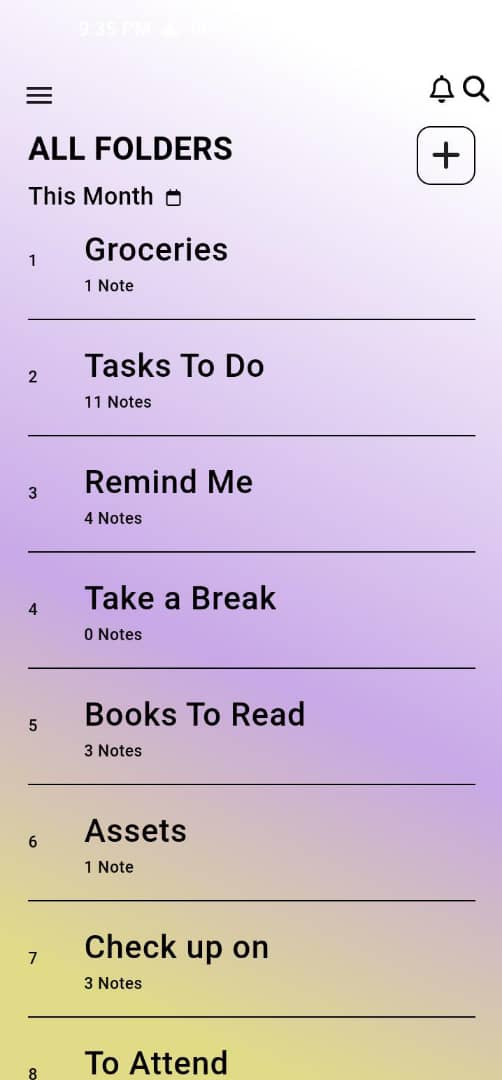 9:35 PM
ALL FOLDERS
This Month
1
Groceries
1 Note
2
Tasks To Do
11 Notes
3
Remind Me
4 Notes
4
Take a Break
0 Notes
5
Books To Read
3 Notes
6
Assets
1 Note
7
Check up on
3 Notes
8
To Attend